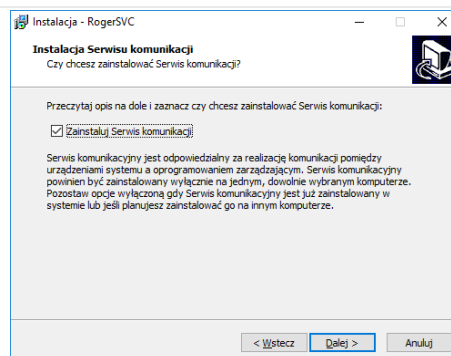 Instalacja - RogerSVC
Instalacja Serwisu komunikacji
Czy chcesz zainstalować Serwis komunikacji?
Przeczytaj opis na dole i zaznacz czy chcesz zainstalować Serwis komunikacji:
Zainstaluj Serwis komunikacji
Serwis komunikacyjny jest odpowiedzialny za realizację komunikacji pomiędzy
urządzeniami systemu a oprogramowaniem zarządzającym. Serwis komunikacyjny
powinien być zainstalowany wyłącznie na jednym, dowolnie wybranym komputerze.
Pozostaw opcje wyłączoną gdy Serwis komunikacyjny jest już zainstalowany w
systemie lub jeśli planujesz zainstalować go na innym komputerze.
< Wstecz Dalej > Anuluj